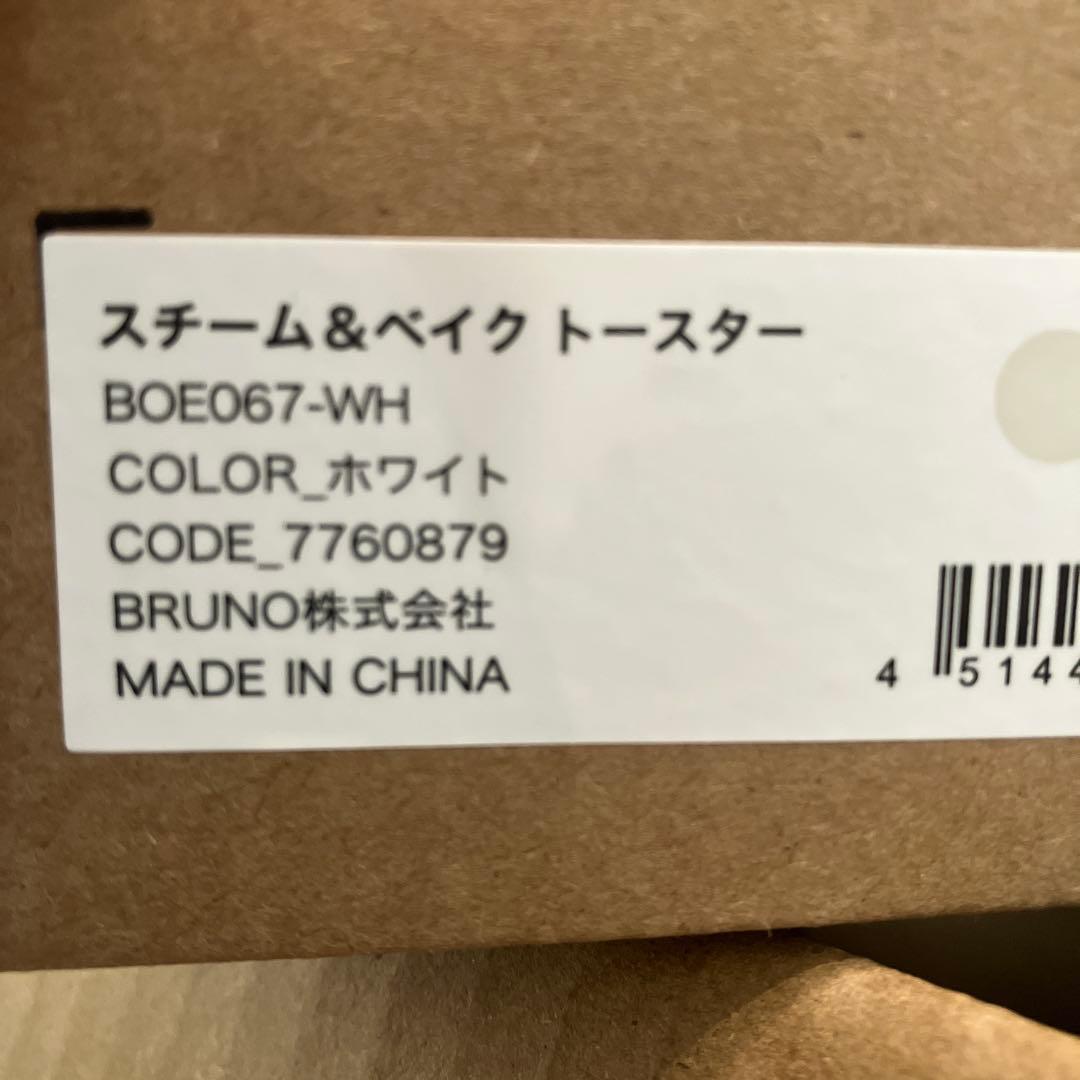 スチーム&ベイク トースター
BOE067-WH
COLOR_ホワイト
CODE_7760879
BRUNO株式会社
MADE IN CHINA
4 5144